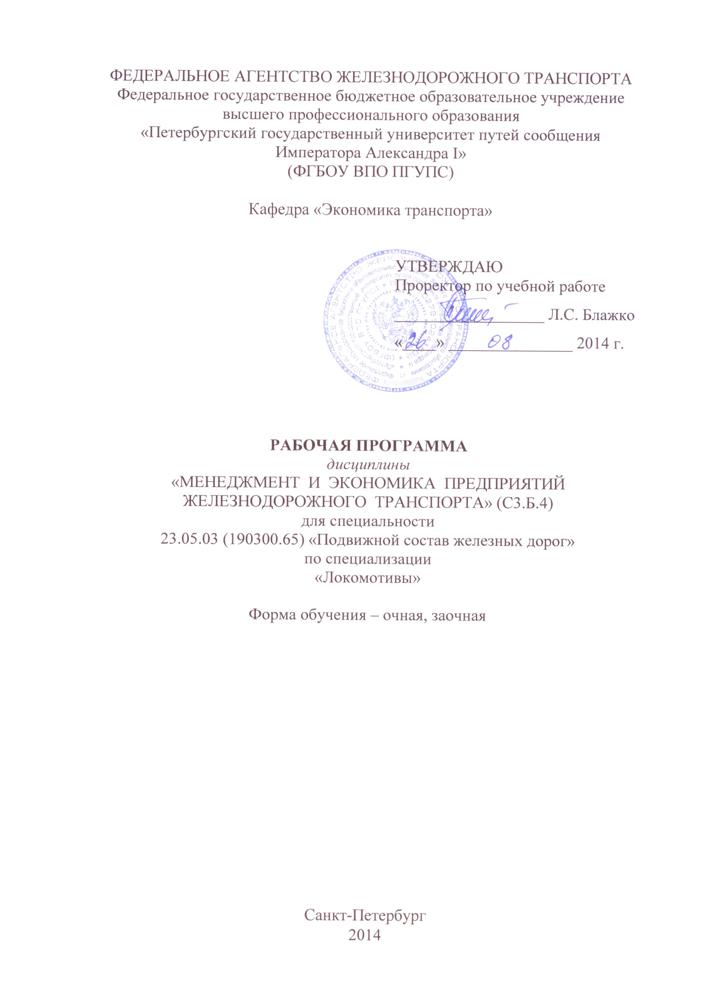 ФЕДЕРАЛЬНОЕ АГЕНТСТВО ЖЕЛЕЗНОДОРОЖНОГО ТРАНСПОРТА
Федеральное государственное бюджетное образовательное учреждение
высшего профессионального образования
«Петербургский государственный университет путей сообщения
Императора Александра I»
(ФГБОУ ВПО ПГУПС)
Кафедра «Экономика транспорта»
УТВЕРЖДАЮ
Проректор по учебной работе
Л.С. Блажко
«26» 08 2014 г.
РАБОЧАЯ ПРОГРАММА
дисциплины
«МЕНЕДЖМЕНТ И ЭКОНОМИКА ПРЕДПРИЯТИЙ
ЖЕЛЕЗНОДОРОЖНОГО ТРАНСПОРТА» (С3.Б.4)
для специальности
23.05.03 (190300.65) «Подвижной состав железных дорог»
по специализации
«Локомотивы»
Форма обучения – очная, заочная
Санкт-Петербург
2014